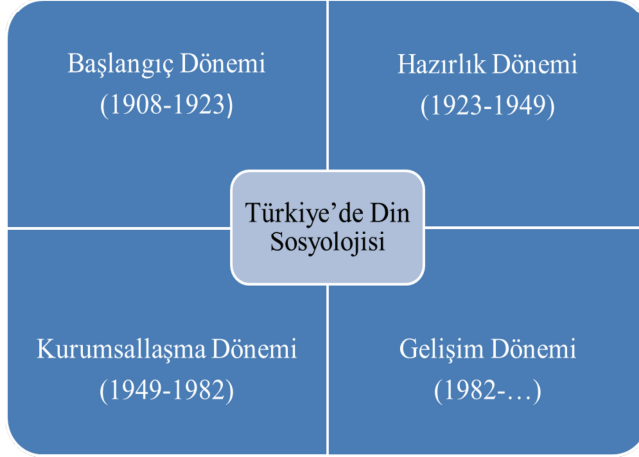 Başlangıç Dönemi
(1908-1923)
Hazırlık Dönemi
(1923-1949)
Türkiye’de Din
Sosyolojisi
Kurumsallaşma Dönemi
(1949-1982)
Gelişim Dönemi
(1982-…)